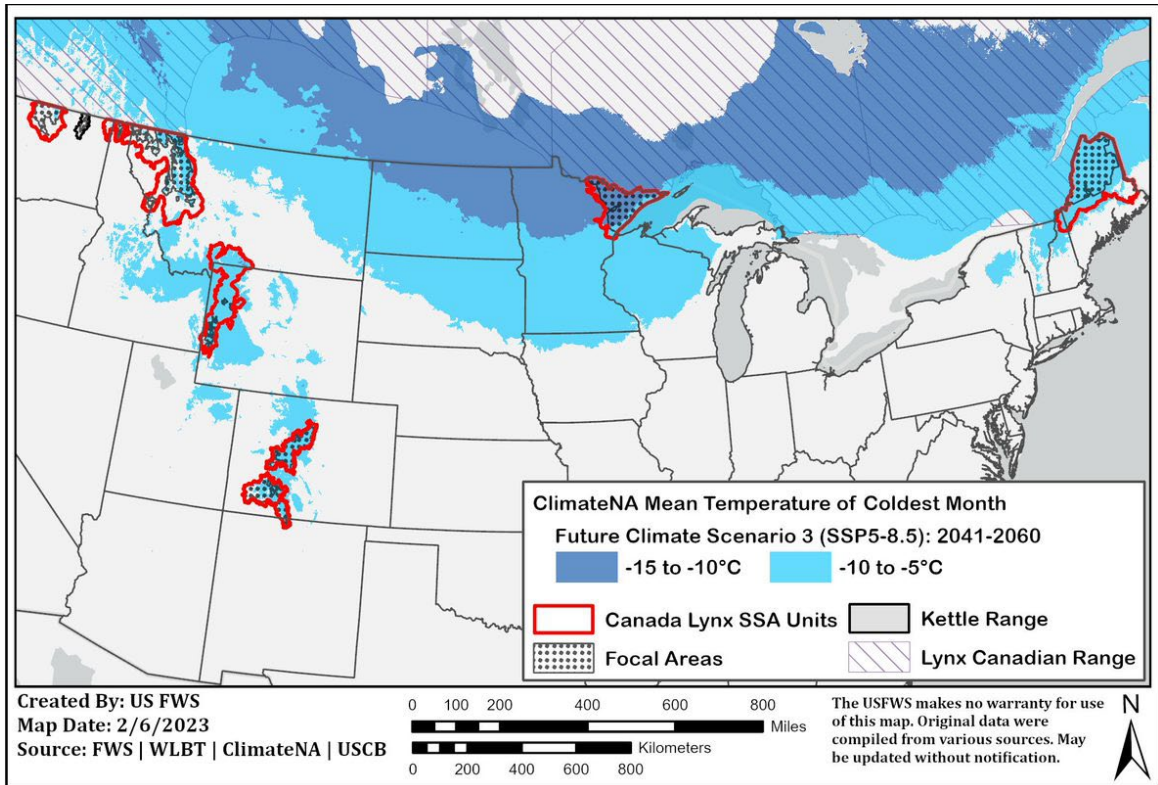 ClimateNA Mean Temperature of Coldest Month
Future Climate Scenario 3 (SSP5-8.5): 2041-2060
-15 to -10°C
-10 to -5°C
Canada Lynx SSA Units
Kettle Range
Focal Areas
Lynx Canadian Range
Created By: US FWS
Map Date: 2/6/2023
Source: FWS | WLBT | ClimateNA | USCB
0 100 200 400 600 800
Miles
Kilometers
0 200 400 600 800
The USFWS makes no warranty for use
of this map. Original data were
compiled from various sources. May
be updated without notification.
N